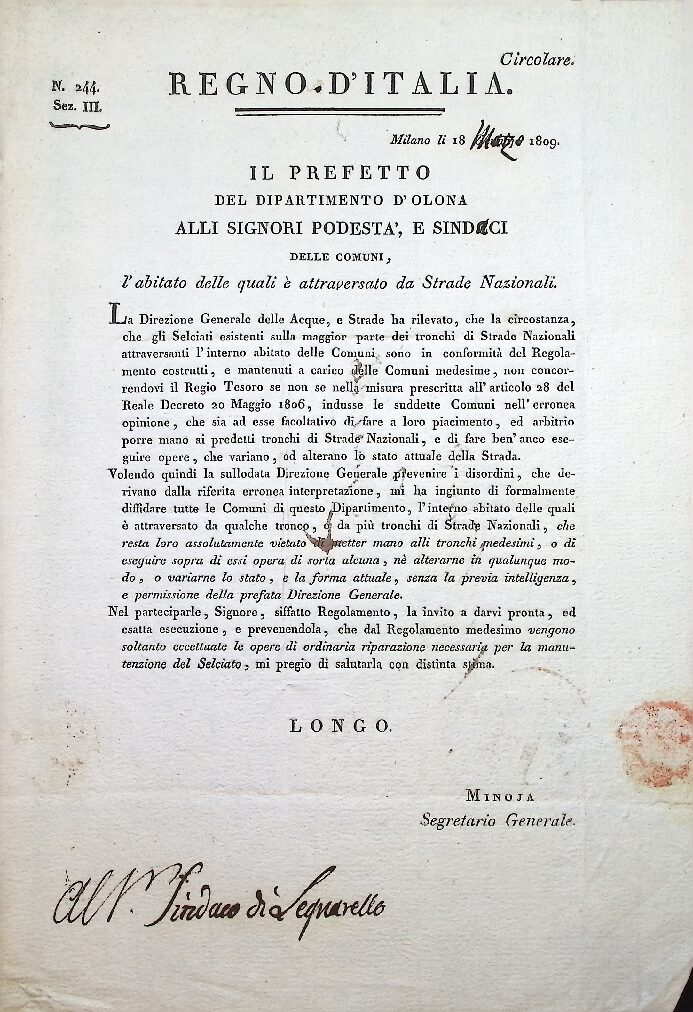 Circolare.
N. 244.
Sez. III.
REGNO D'ITALIA.
Milano li 18 Marzo 1809.
IL PREFETTO
DEL DIPARTIMENTO D'OLONA
ALLI SIGNORI PODESTA', E SINDACI
DELLE COMUNI,
l'abitato delle quali è attraversato da Strade Nazionali.
La Direzione Generale delle Acque, e Strade ha rilevato, che la circostanza,
che gli Selciati esistenti sulla maggior parte dei tronchi di Strade Nazionali
attraversanti l'interno abitato delle Comuni sono in conformità del Regola-
mento costrutti, e mantenuti a carico delle Comuni medesime, non concor-
rendovi il Regio Tesoro se non se nella misura prescritta all'articolo 28 del
Reale Decreto 20 Maggio 1806, indusse le suddette Comuni nell'erronea
opinione, che sia ad esse facoltativo di fare a loro piacimento, ed arbitrio
porre mano ai predetti tronchi di Strade Nazionali, e di fare ben'anco ese-
guire opere, che variano, od alterano lo stato attuale della Strada.
Volendo quindi la sullodata Direzione Generale prevenire i disordini, che de-
rivano dalla riferita erronea interpretazione, mi ha ingiunto di formalmente
diffidare tutte le Comuni di questo Dipartimento, l'interno abitato delle quali
è attraversato da qualche tronco, o da più tronchi di Strade Nazionali, che
resta loro assolutamente vietato di metter mano alli tronchi medesimi, o di
eseguire sopra di essi opera di sorta alcuna, nè alterarne in qualunque mo-
do, o variarne lo stato, e la forma attuale, senza la previa intelligenza,
e permissione della prefata Direzione Generale.
Nel parteciparle, Signore, siffatto Regolamento, la invito a darvi pronta, ed
esatta esecuzione, e prevenendola, che dal Regolamento medesimo vengono
soltanto eccettuate le opere di ordinaria riparazione necessaria per la manu-
tenzione del Selciato, mi pregio di salutarla con distinta stima.
LONGO.
MINOJA
Segretario Generale.
Al Sindaco di Legnarello